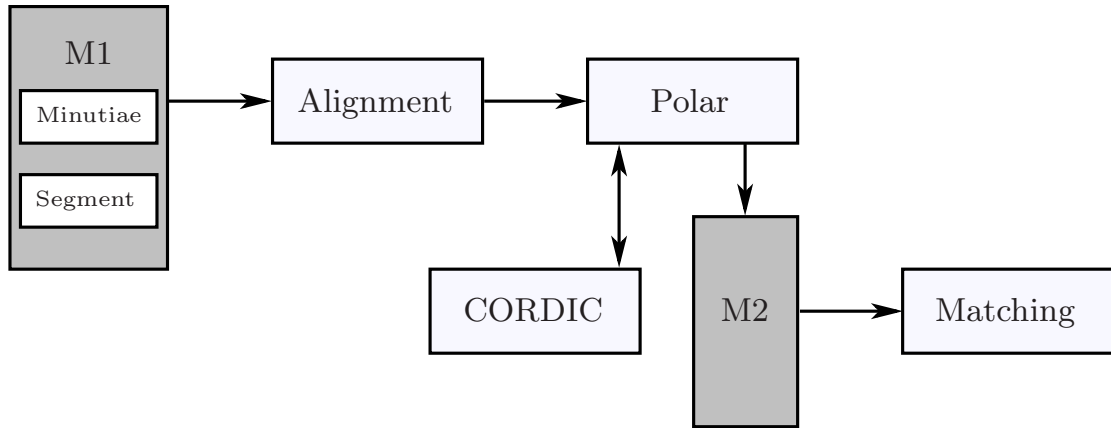 M1
Minutiae
Segment
Alignment
Polar
CORDIC
M2
Matching